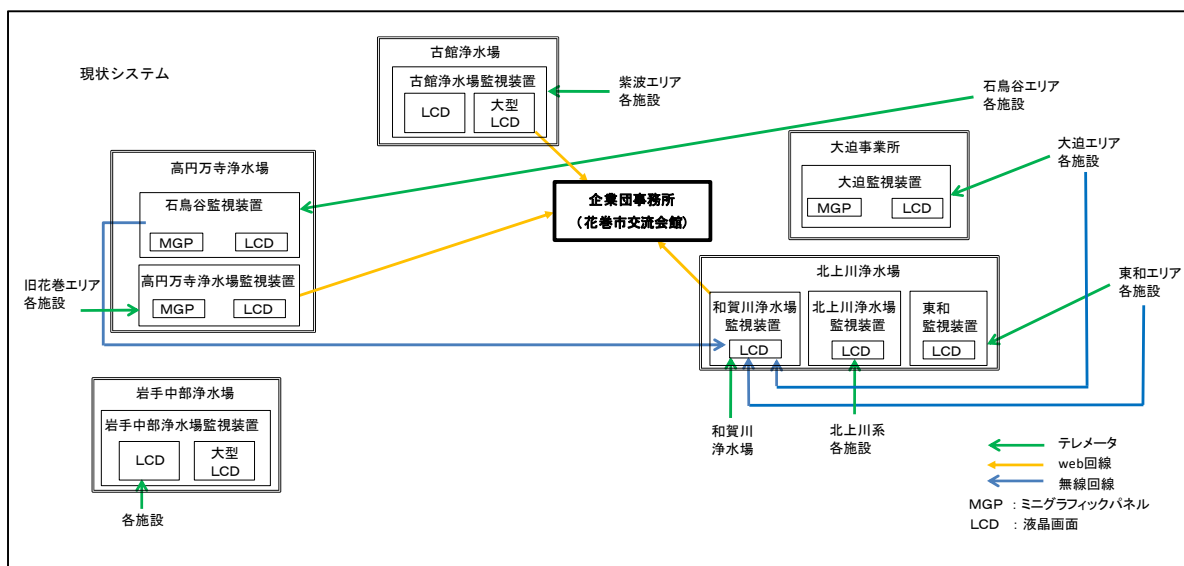 現状システム
古館浄水場
古館浄水場監視装置
LCD
大型
LCD
紫波エリア
各施設
石鳥谷エリア
各施設
高円万寺浄水場
石鳥谷監視装置
MGP
LCD
高円万寺浄水場監視装置
MGP
LCD
旧花巻エリア
各施設
企業団事務所
（花巻市交流会館）
大迫事業所
大迫監視装置
MGP
LCD
大迫エリア
各施設
北上川浄水場
和賀川浄水場
監視装置
LCD
北上川浄水場
監視装置
LCD
東和
監視装置
LCD
東和エリア
各施設
岩手中部浄水場
岩手中部浄水場監視装置
LCD
大型
LCD
各施設
和賀川
浄水場
北上川系
各施設
テレメータ
web回線
無線回線
MGP ：ミニグラフィックパネル
LCD ：液晶画面